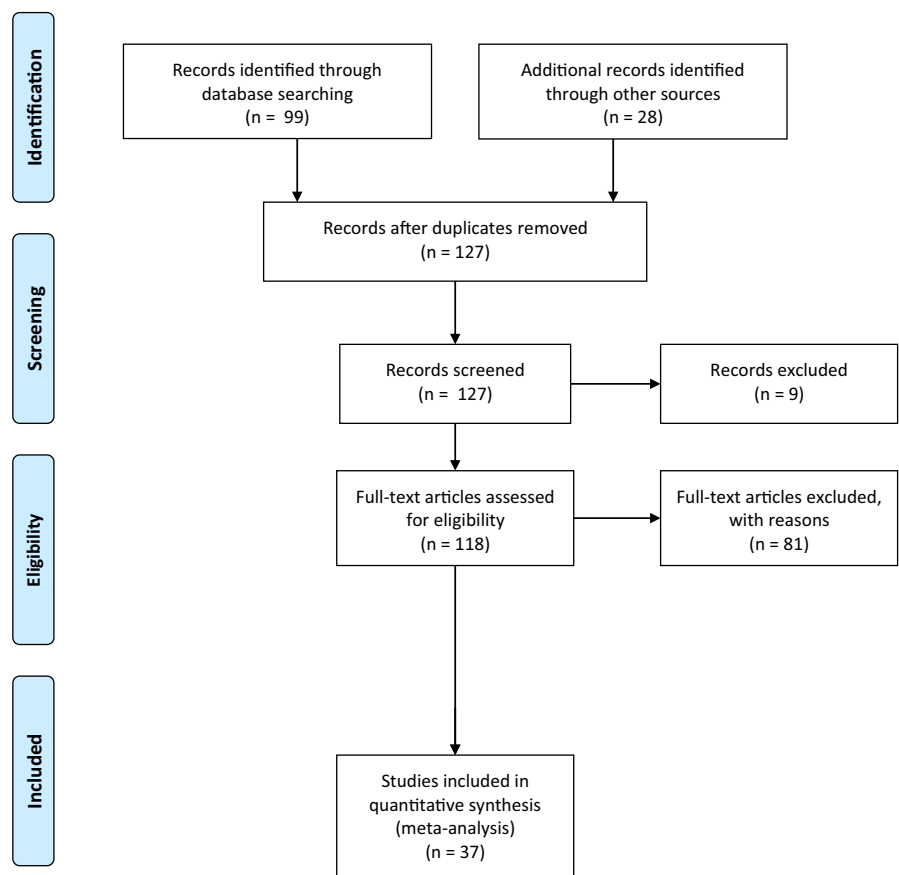 Identification
Records identified through
database searching
(n = 99)
Additional records identified
through other sources
(n = 28)
Records after duplicates removed
(n = 127)
Screening
Records screened
(n = 127)
Records excluded
(n = 9)
Eligibility
Full-text articles assessed
for eligibility
(n = 118)
Full-text articles excluded,
with reasons
(n = 81)
Included
Studies included in
quantitative synthesis
(meta-analysis)
(n = 37)